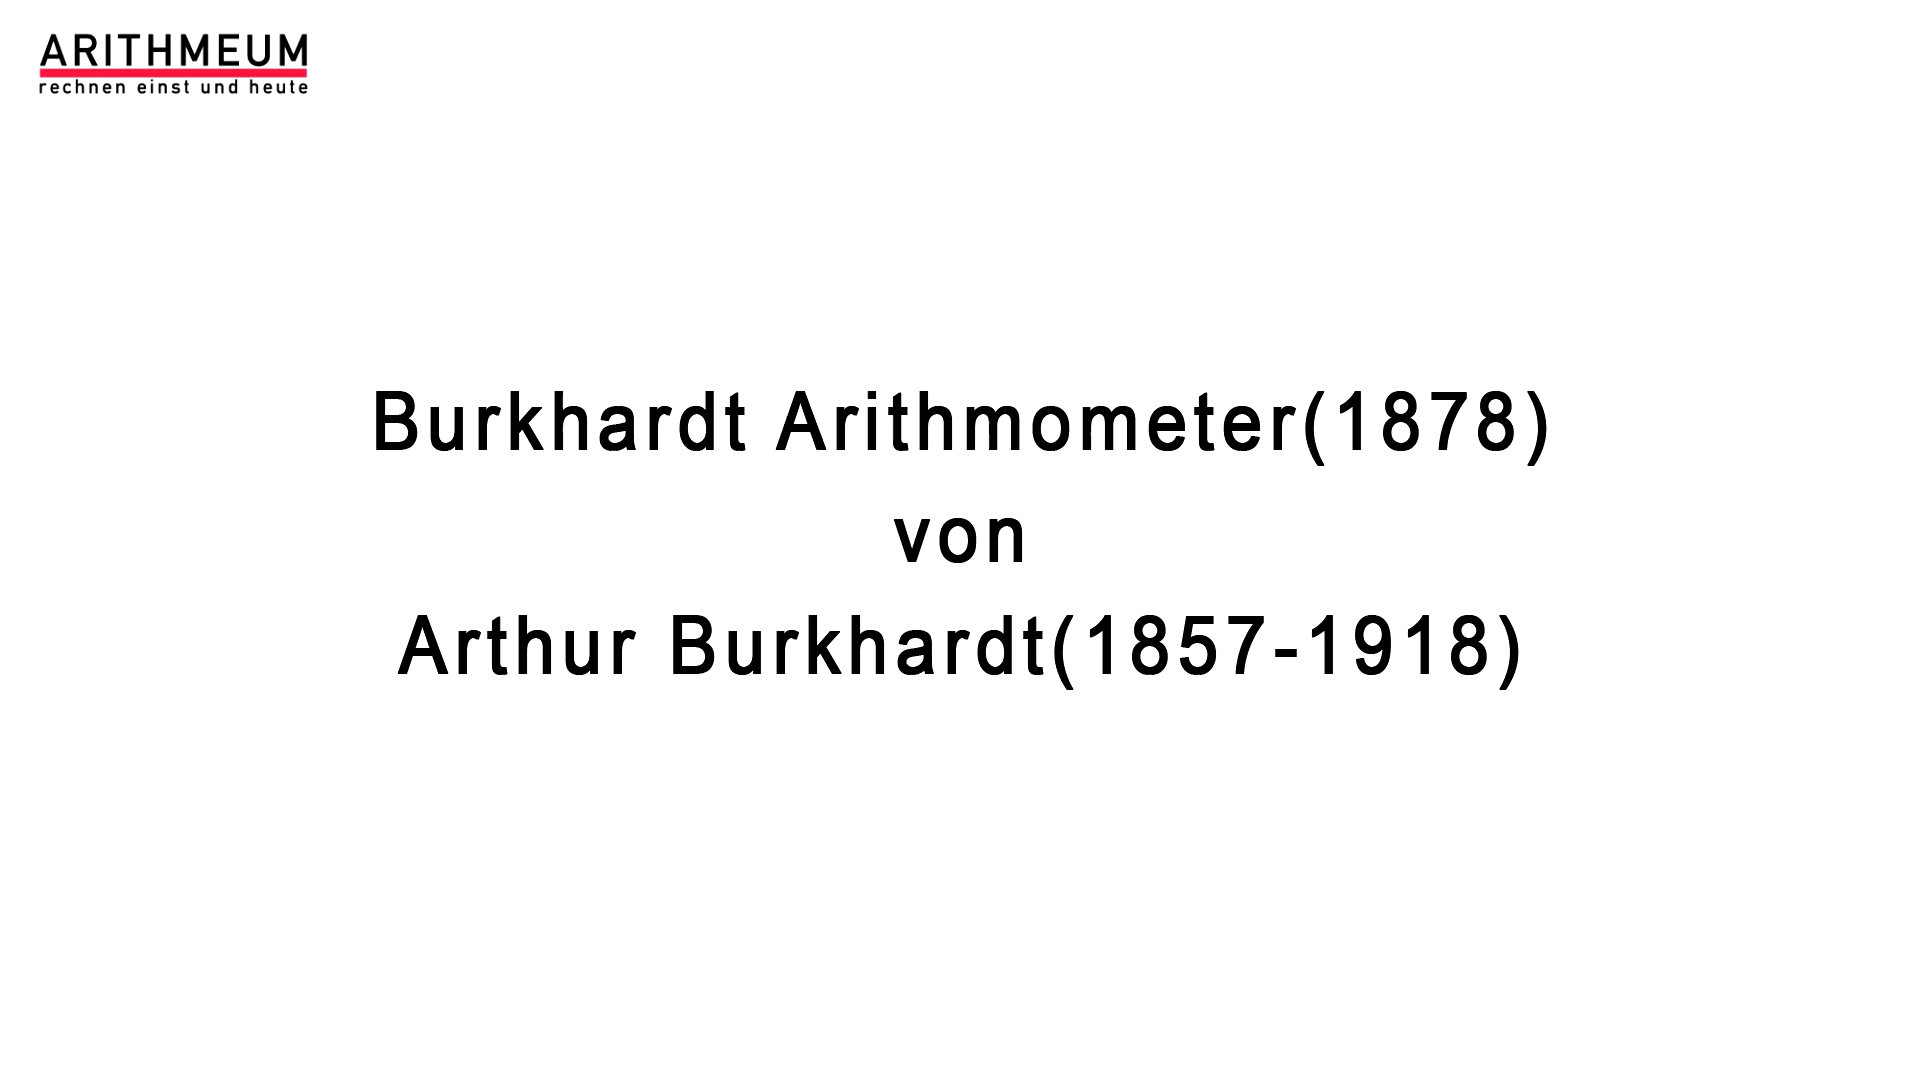 ARITHMEUM
rechnen einst und heute
Burkhardt Arithmometer(1878)
von
Arthur Burkhardt(1857-1918)